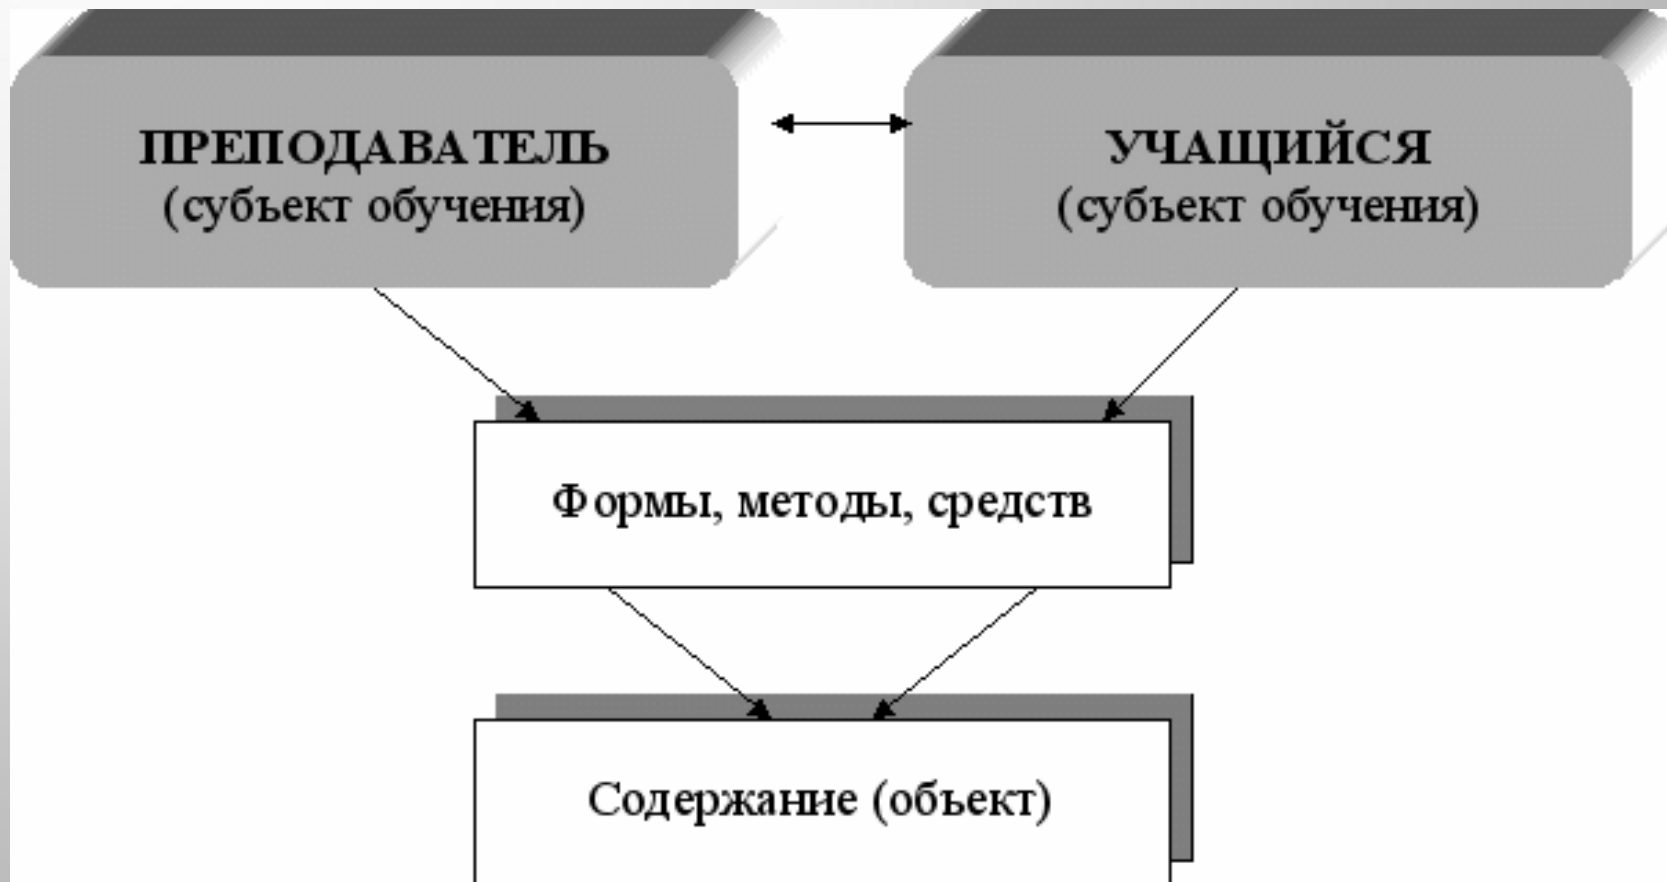 ПРЕПОДАВАТЕЛЬ
(субъект обучения)
УЧАЩИЙСЯ
(субъект обучения)
Формы, методы, средств
Содержание (объект)